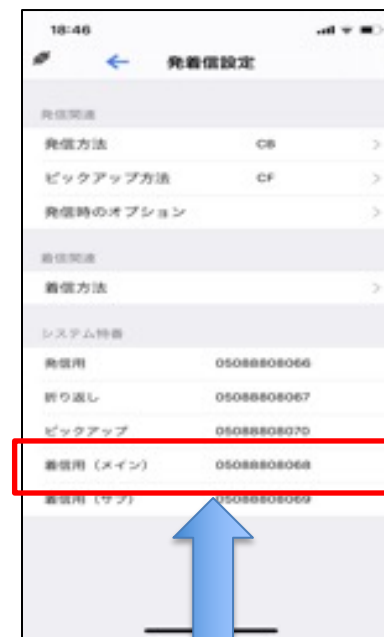 18:46
発着信設定
発信関連
発信方法 CB
ピックアップ方法 CF
発信時のオプション
着信関連
着信方法
システム特番
発信用 05088808066
折り返し 05088808067
ピックアップ 05088808070
着信用(メイン) 05088808068
着信用(サブ) 05088808069